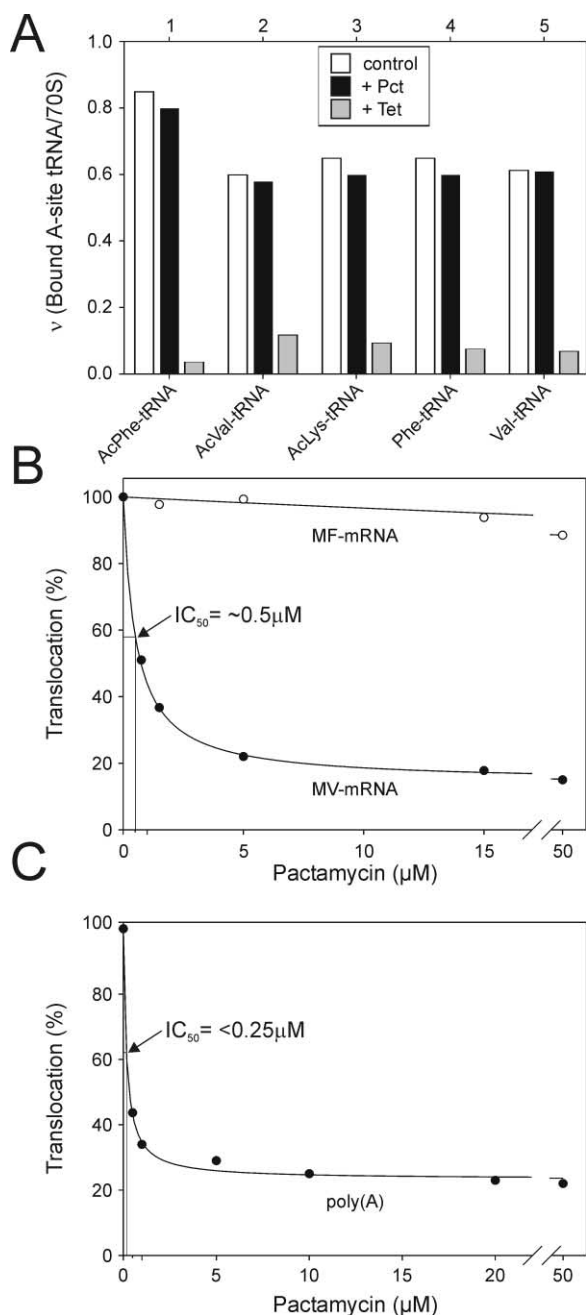 A
1 2 3 4 5
control
+ Pct
+ Tet
1.0
0.8
0.6
0.4
0.2
0.0
ν (Bound A-site tRNA/70S)
AcPhe-tRNA
AcVal-tRNA
AcLys-tRNA
Phe-tRNA
Val-tRNA
B
100
80
60
40
20
0
Translocation (%)
MF-mRNA
IC50= ~0.5μM
MV-mRNA
0 5 10 15 50
Pactamycin (μM)
C
100
80
60
40
20
0
Translocation (%)
IC50= <0.25μM
poly(A)
0 5 10 15 20 50
Pactamycin (μM)